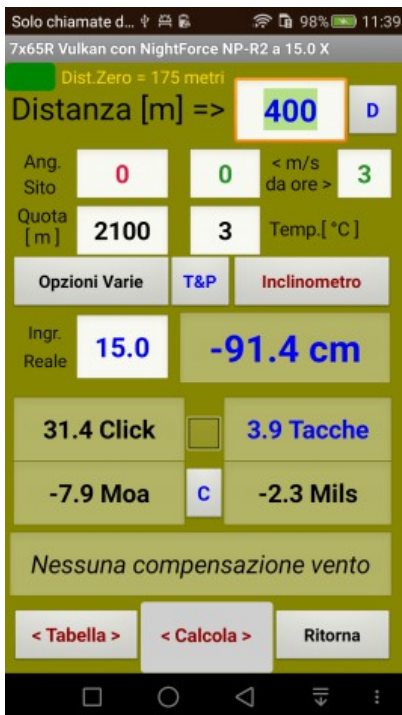 Solo chiamate d... 98% 11:39
7x65R Vulkan con NightForce NP-R2 a 15.0 X
Dist.Zero = 175 metri
Distanza [m] => 400 D
Ang. Sito 0 0 < m/s da ore > 3
Quota [m] 2100 3 Temp.[°C]
Opzioni Varie T&P Inclinometro
Ingr. Reale 15.0 -91.4 cm
31.4 Click 3.9 Tacche
-7.9 Moa C -2.3 Mils
Nessuna compensazione vento
< Tabella > < Calcola > Ritorna